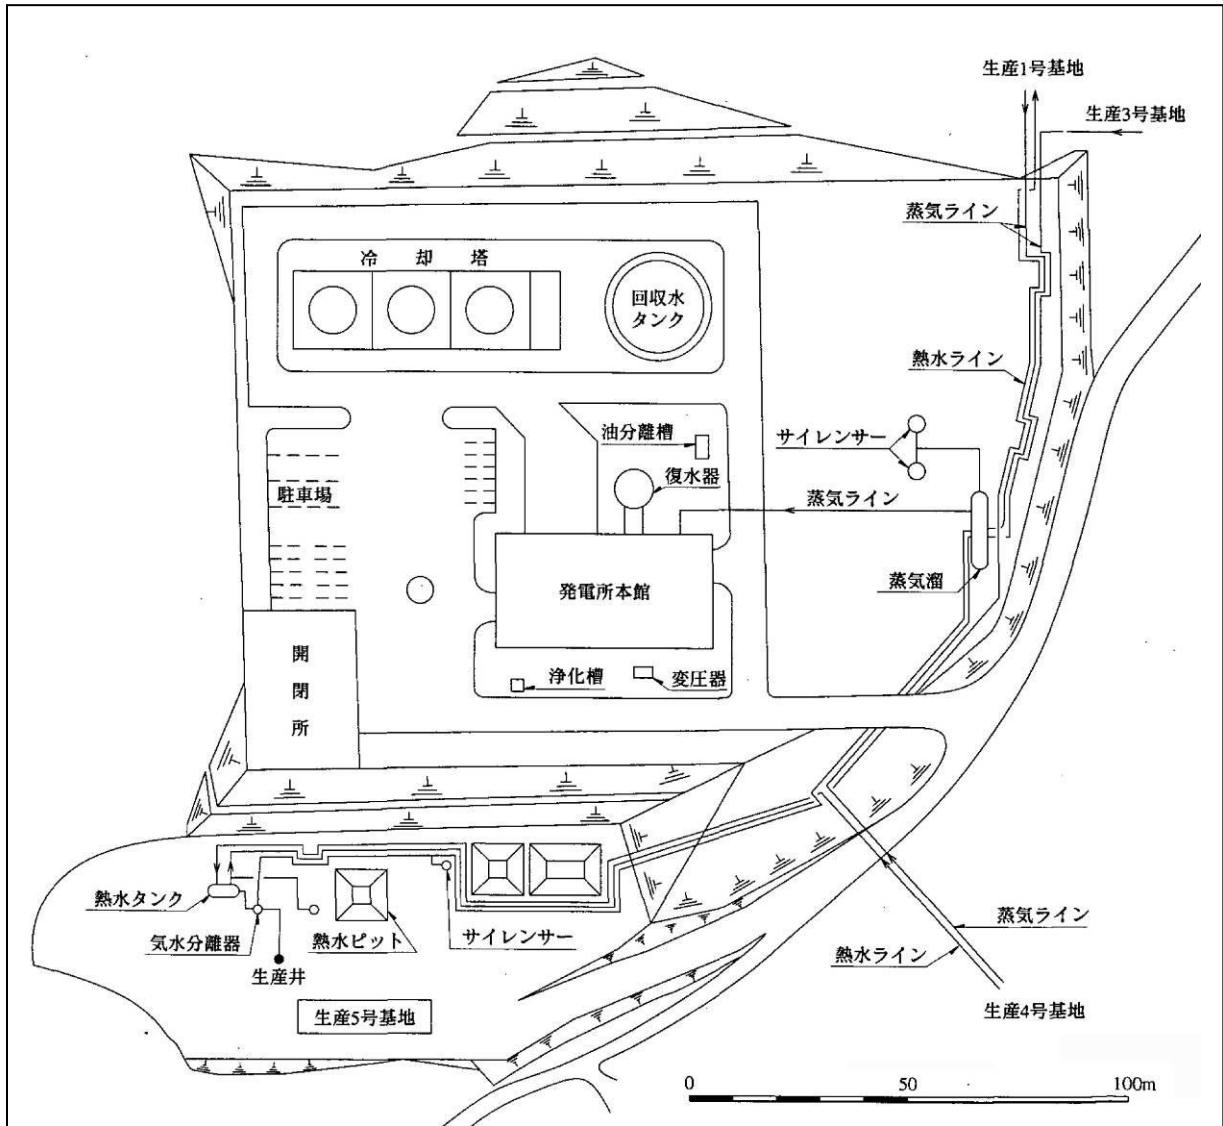 生産1号基地
生産3号基地
蒸気ライン
冷却塔
回収水
タンク
熱水ライン
サイレンサー
油分離槽
復水器
駐車場
蒸気ライン
発電所本館
蒸気溜
開
閉
所
浄化槽
変圧器
熱水タンク
気水分離器
熱水ピット
サイレンサー
生産井
蒸気ライン
熱水ライン
生産5号基地
生産4号基地
0 50 100m